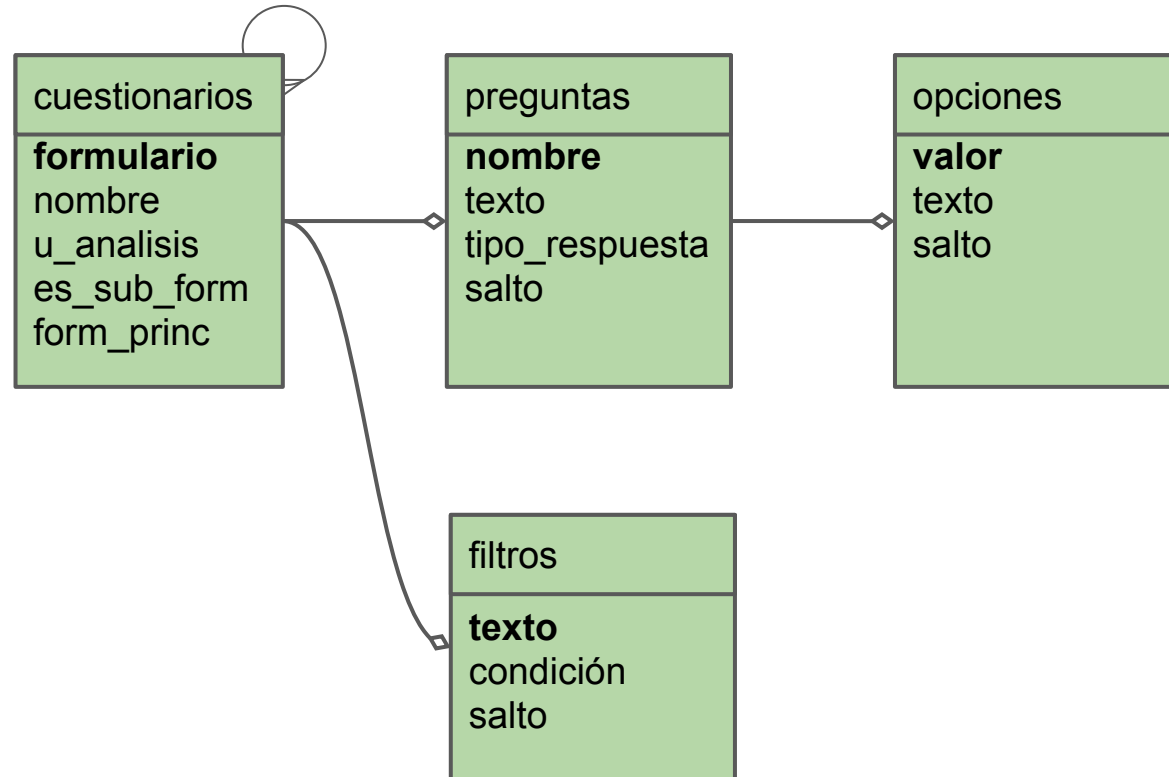 cuestionarios
formulario
nombre
u_analisis
es_sub_form
form_princ
preguntas
nombre
texto
tipo_respuesta
salto
opciones
valor
texto
salto
filtros
texto
condición
salto